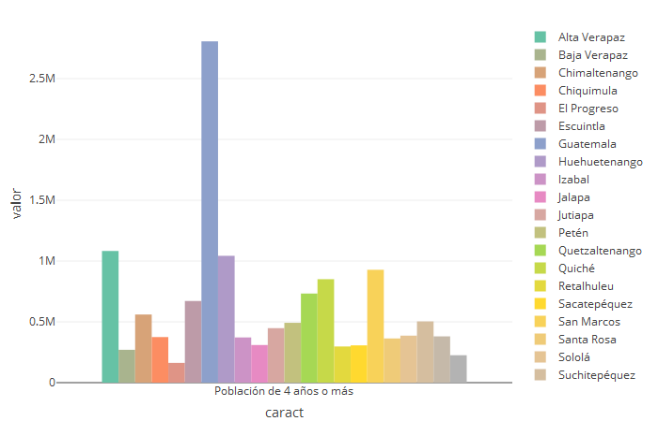 2.5M
2M
1.5M
1M
0.5M
0
valor
Población de 4 años o más
caract
Alta Verapaz
Baja Verapaz
Chimaltenango
Chiquimula
El Progreso
Escuintla
Guatemala
Huehuetenango
Izabal
Jalapa
Jutiapa
Petén
Quetzaltenango
Quiché
Retalhuleu
Sacatepéquez
San Marcos
Santa Rosa
Sololá
Suchitepéquez